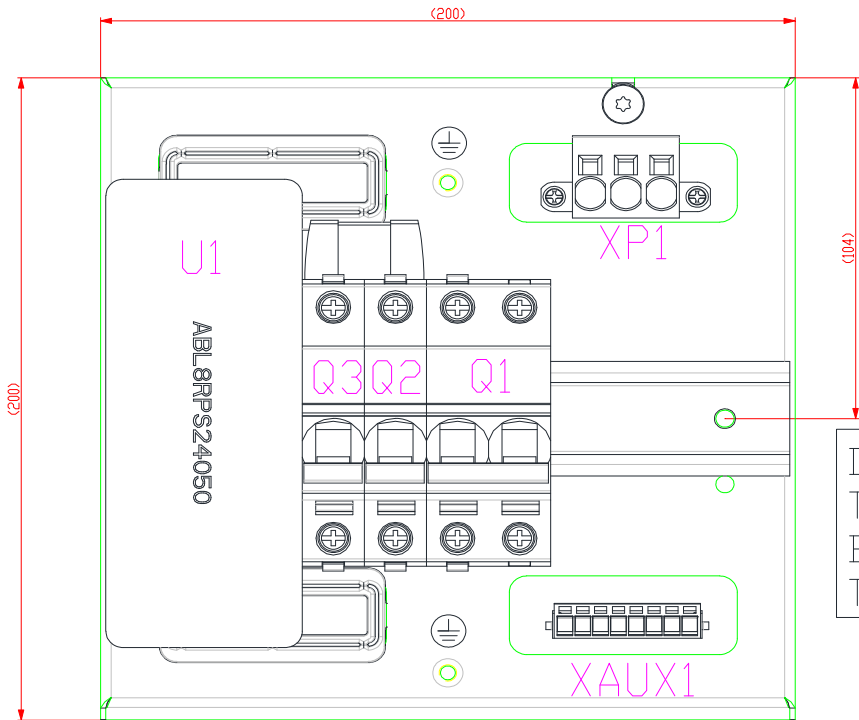 (200)
(200)
(104)
XP1
U1
ABL8RPS24050
Q3
Q2
Q1
XAUX1